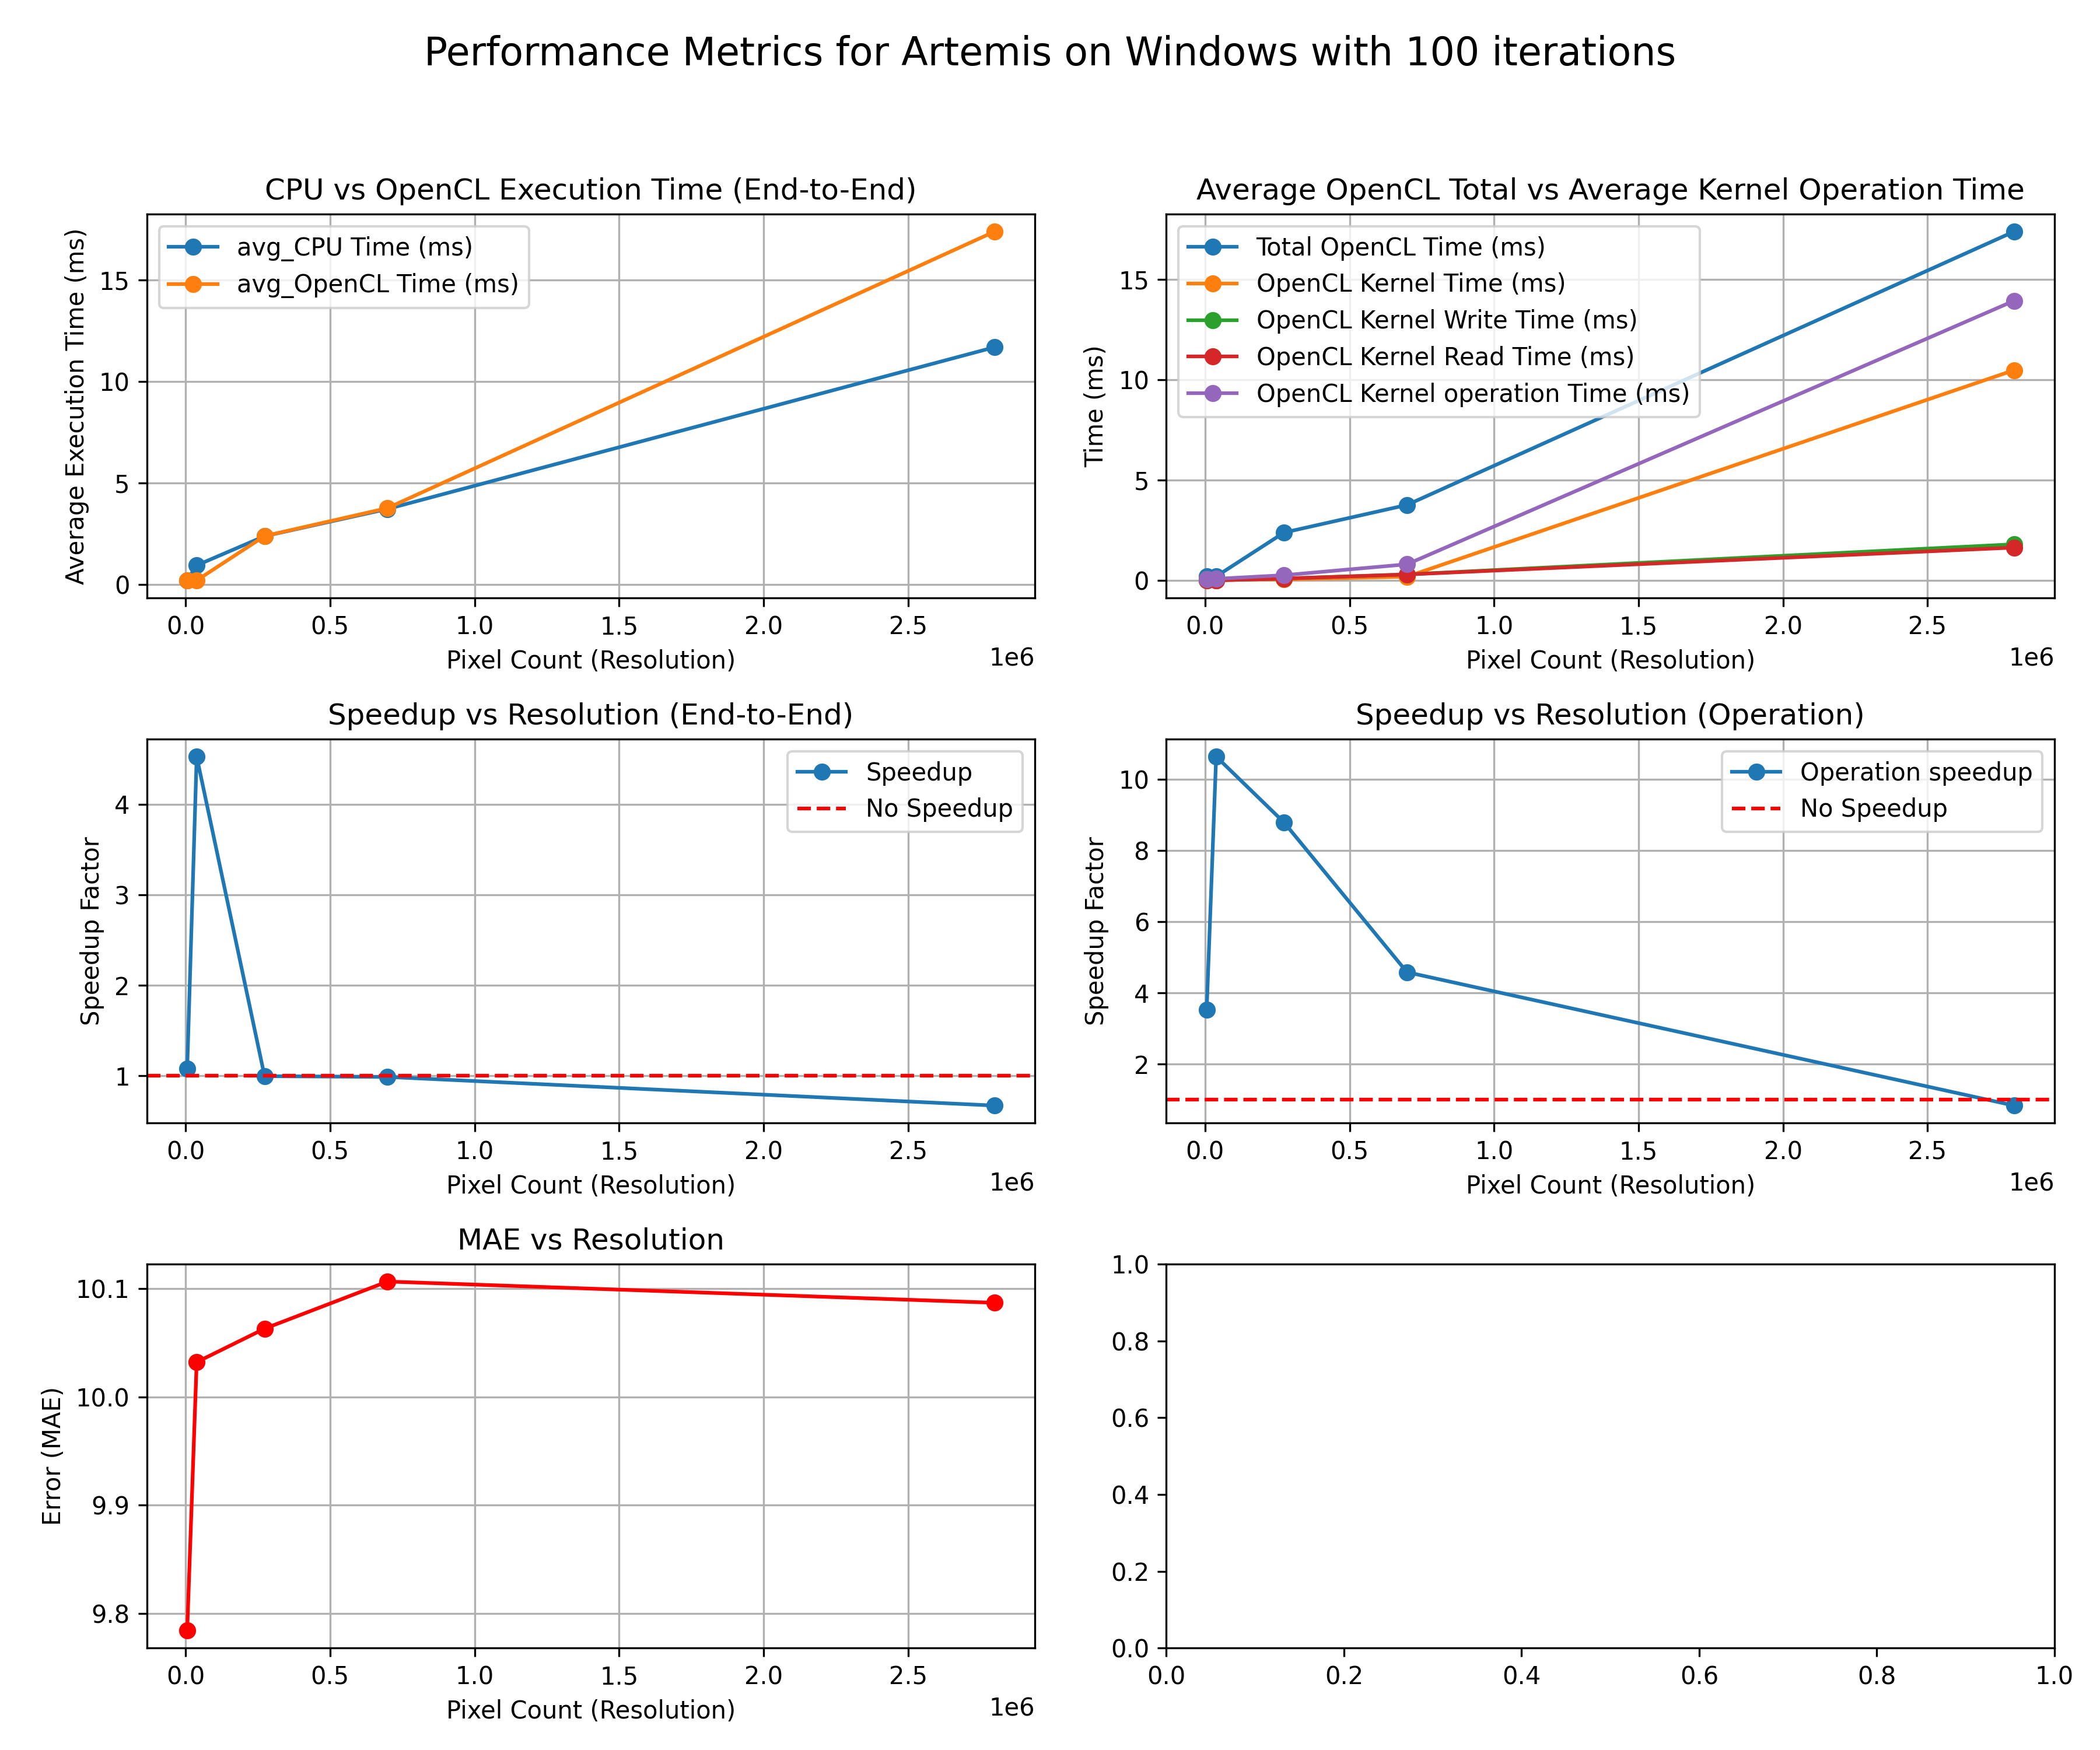 Performance Metrics for Artemis on Windows with 100 iterations
CPU vs OpenCL Execution Time (End-to-End)
avg_CPU Time (ms)
avg_OpenCL Time (ms)
Average Execution Time (ms)
15
10
5
0
0.0 0.5 1.0 1.5 2.0 2.5
1e6
Pixel Count (Resolution)
Average OpenCL Total vs Average Kernel Operation Time
Total OpenCL Time (ms)
OpenCL Kernel Time (ms)
OpenCL Kernel Write Time (ms)
OpenCL Kernel Read Time (ms)
OpenCL Kernel operation Time (ms)
Time (ms)
15
10
5
0
0.0 0.5 1.0 1.5 2.0 2.5
1e6
Pixel Count (Resolution)
Speedup vs Resolution (End-to-End)
Speedup
No Speedup
Speedup Factor
4
3
2
1
0.0 0.5 1.0 1.5 2.0 2.5
1e6
Pixel Count (Resolution)
Speedup vs Resolution (Operation)
Operation speedup
No Speedup
Speedup Factor
10
8
6
4
2
0.0 0.5 1.0 1.5 2.0 2.5
1e6
Pixel Count (Resolution)
MAE vs Resolution
Error (MAE)
10.1
10.0
9.9
9.8
0.0 0.5 1.0 1.5 2.0 2.5
1e6
Pixel Count (Resolution)
1.0
0.8
0.6
0.4
0.2
0.0
0.0 0.2 0.4 0.6 0.8 1.0